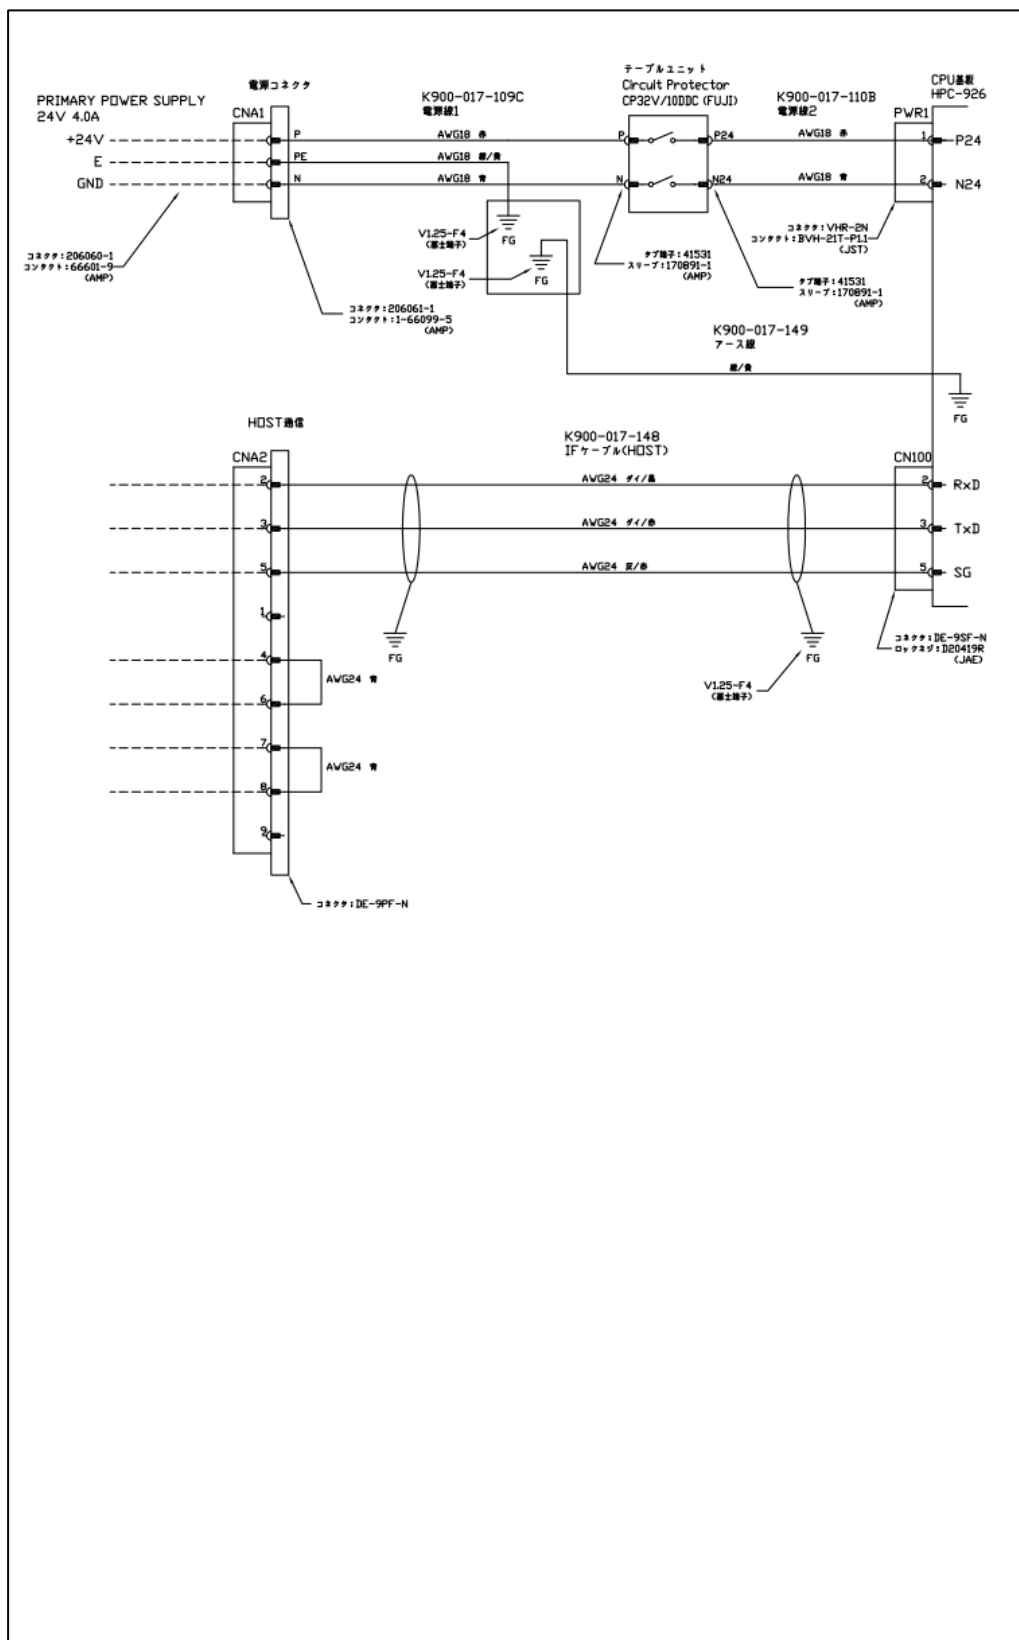 電源コネクタ
PRIMARY POWER SUPPLY
24V 4.0A
CNA1
+24V
E
GND
P
PE
N
K900-017-109C
電源線1
AWG18 赤
AWG18 緑/黄
AWG18 青
テーブルユニット
Circuit Protector
CP32V/10DDC (FUJI)
P
N
P24
N24
K900-017-110B
電源線2
AWG18 赤
AWG18 青
CPU基板
HPC-926
PWR1
1
2
P24
N24
コネクタ:206060-1
コンタクト:66601-9
(AMP)
コネクタ:206061-1
コンタクト:1-66099-5
(AMP)
V1.25-F4
(富士端子)
FG
V1.25-F4
(富士端子)
FG
タブ端子:41531
スリーブ:170891-1
(AMP)
タブ端子:41531
スリーブ:170891-1
(AMP)
コネクタ:VHR-2N
コンタクト:BVH-21T-P1.1
(JST)
K900-017-149
アース線
緑/黄
FG
HOST通信
CNA2
2
3
5
1
4
6
7
8
9
K900-017-148
IFケーブル(HOST)
AWG24 ダイ/黒
AWG24 ダイ/赤
AWG24 灰/赤
FG
FG
V1.25-F4
(富士端子)
AWG24 青
AWG24 青
CN100
2
3
5
RxD
TxD
SG
コネクタ:DE-9SF-N
ロックネジ:D20419R
(JAE)
コネクタ:DE-9PF-N